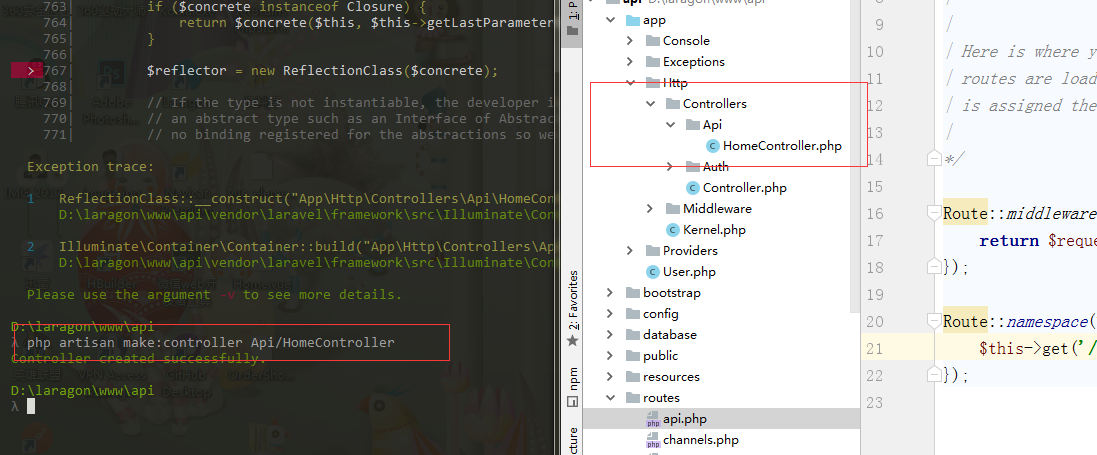 763| if ($concrete instanceof Closure) {
764| return $concrete($this, $this->getLastParameter
765| }
766|
> 767| $reflector = new ReflectionClass($concrete);
768|
769| // If the type is not instantiable, the developer i
770| // an abstract type such as an Interface of Abstrac
771| // no binding registered for the abstractions so we
Exception trace:
1 ReflectionClass::__construct("App\Http\Controllers\Api\HomeCon
D:\laragon\www\api\vendor\laravel\framework\src\Illuminate\Con
2 Illuminate\Container\Container::build("App\Http\Controllers\Ap
D:\laragon\www\api\vendor\laravel\framework\src\Illuminate\Con
Please use the argument -v to see more details.
D:\laragon\www\api
λ php artisan make:controller Api/HomeController
Controller created successfully.
D:\laragon\www\api
λ
1: P
2: Favorites
npm
cture
api D:\laragon\www\api
app
Console
Exceptions
Http
Controllers
Api
HomeController.php
Auth
Controller.php
Middleware
Kernel.php
Providers
User.php
bootstrap
config
database
public
resources
routes
api.php
channels.php
9 /
10 / Here is where y
11 / routes are load
12 / is assigned the
13 /
14 */
15
16 Route::middleware
17 return $reque
18 });
19
20 Route::namespace(
21 $this->get('/
22 });
23